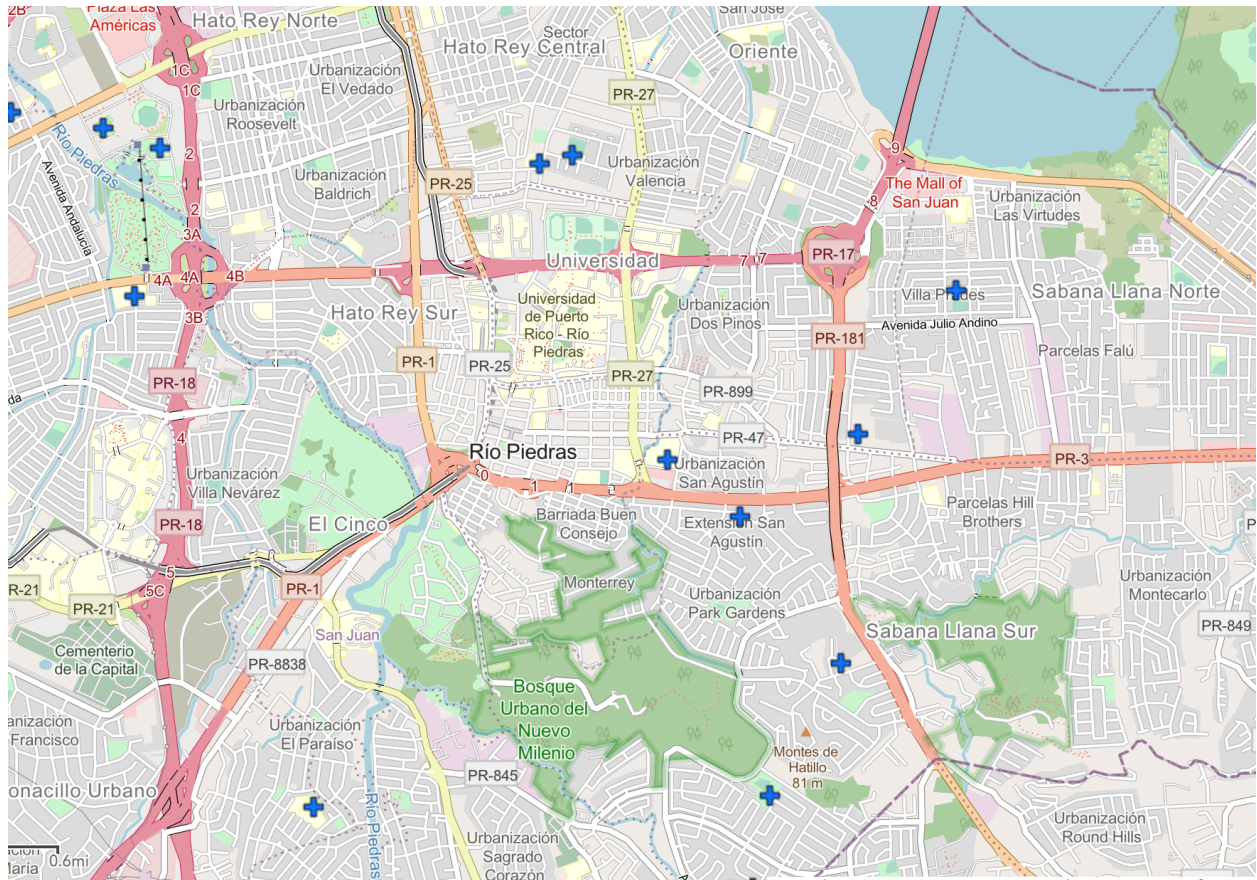 2B
Plaza Las
Américas
Hato Rey Norte
Sector
Hato Rey Central
San José
Oriente
1C
1C
Urbanización
El Vedado
PR-27
Urbanización
Roosevelt
Río Piedras
Avenida Andalucía
2
2
3A
Urbanización
Baldrich
PR-25
Urbanización
Valencia
9
The Mall of
San Juan
8
Urbanización
Las Virtudes
4A
4A
4B
3B
Universidad
7
7
PR-17
Hato Rey Sur
Universidad
de Puerto
Rico - Río
Piedras
Urbanización
Dos Pinos
Villa Prades
Sabana Llana Norte
Avenida Julio Andino
PR-181
Parcelas Falú
PR-1
PR-25
PR-27
PR-18
PR-899
4
PR-47
Río Piedras
0
1
1
Urbanización
San Agustín
PR-3
Urbanización
Villa Nevárez
El Cinco
Barriada Buen
Consejo
Extensión San
Agustín
Parcelas Hill
Brothers
PR-18
5
5C
Monterrey
Urbanización
Park Gardens
Urbanización
Montecarlo
R-21
PR-21
PR-1
San Juan
Sabana Llana Sur
PR-849
Cementerio
de la Capital
PR-8838
Bosque
Urbano del
Nuevo
Milenio
anización
Francisco
Urbanización
El Paraíso
Montes de
Hatillo
81 m
PR-845
onacillo Urbano
Río Piedras
Urbanización
Sagrado
Corazón
Urbanización
Round Hills
0.6mi
María